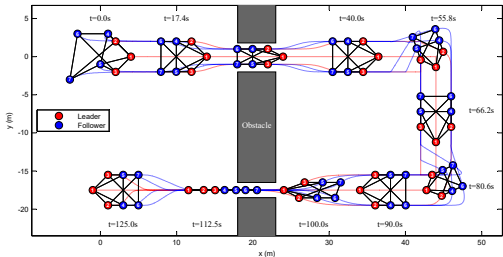 t=0.0s t=17.4s t=40.0s t=55.8s
5
0
-5
-10
-15
-20
y (m)
Leader
Follower
Obstacle
t=66.2s
t=80.6s
t=125.0s t=112.5s t=100.0s t=90.0s
0 10 20 30 40 50
x (m)